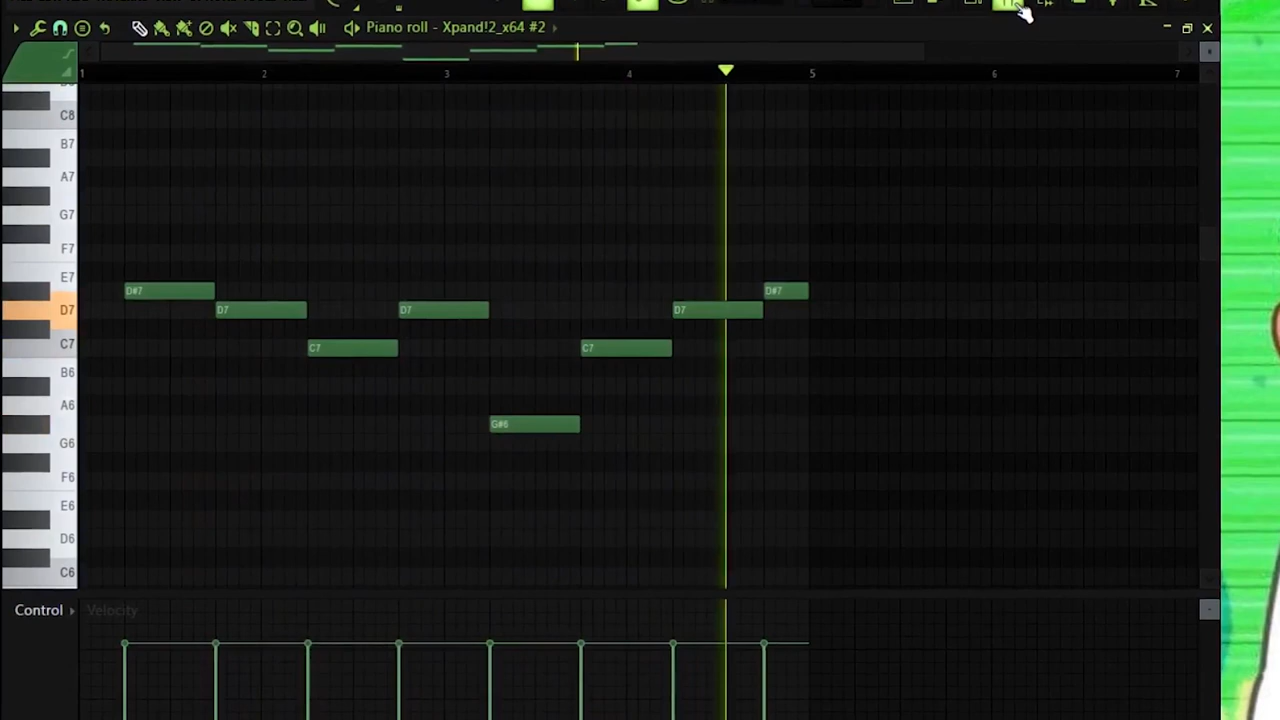 Piano roll - Xpand!2_x64 #2
1 2 3 4 5 6 7
C8
B7
A7
G7
F7
E7
D#7 D#7
D7 D7 D7 D7
C7 C7 C7
B6
A6
G#6
G6
F6
E6
D6
C6
Control Velocity